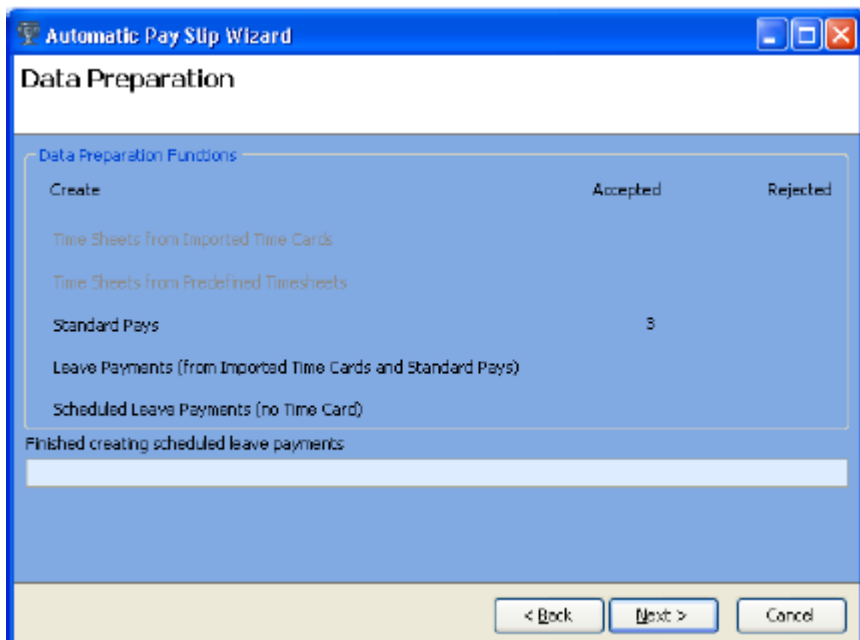 Automatic Pay Slip Wizard
Data Preparation
Data Preparation Functions
Create Accepted Rejected
Time Sheets from Imported Time Cards
Time Sheets from Predefined Timesheets
Standard Pays 3
Leave Payments (from Imported Time Cards and Standard Pays)
Scheduled Leave Payments (no Time Card)
Finished creating scheduled leave payments
< Back Next > Cancel